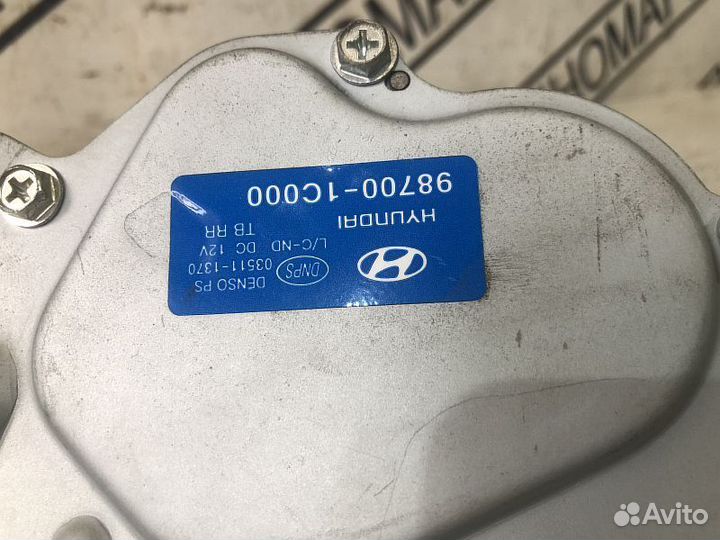 DENSO PS
DNPS 03511-1370
L/C-ND DC 12V
HYUNDAI TB RR
98700-1C000
Avito